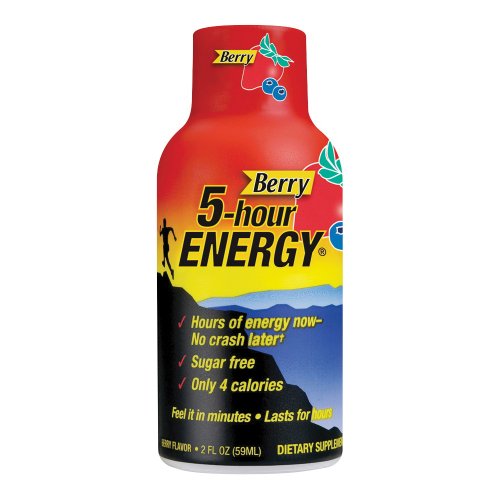 Berry
Berry
5-hour
ENERGY®
✓ Hours of energy now–
No crash later†
✓ Sugar free
✓ Only 4 calories
Feel it in minutes • Lasts for hours
BERRY FLAVOR • 2 FL OZ (59ML) DIETARY SUPPLEMENT